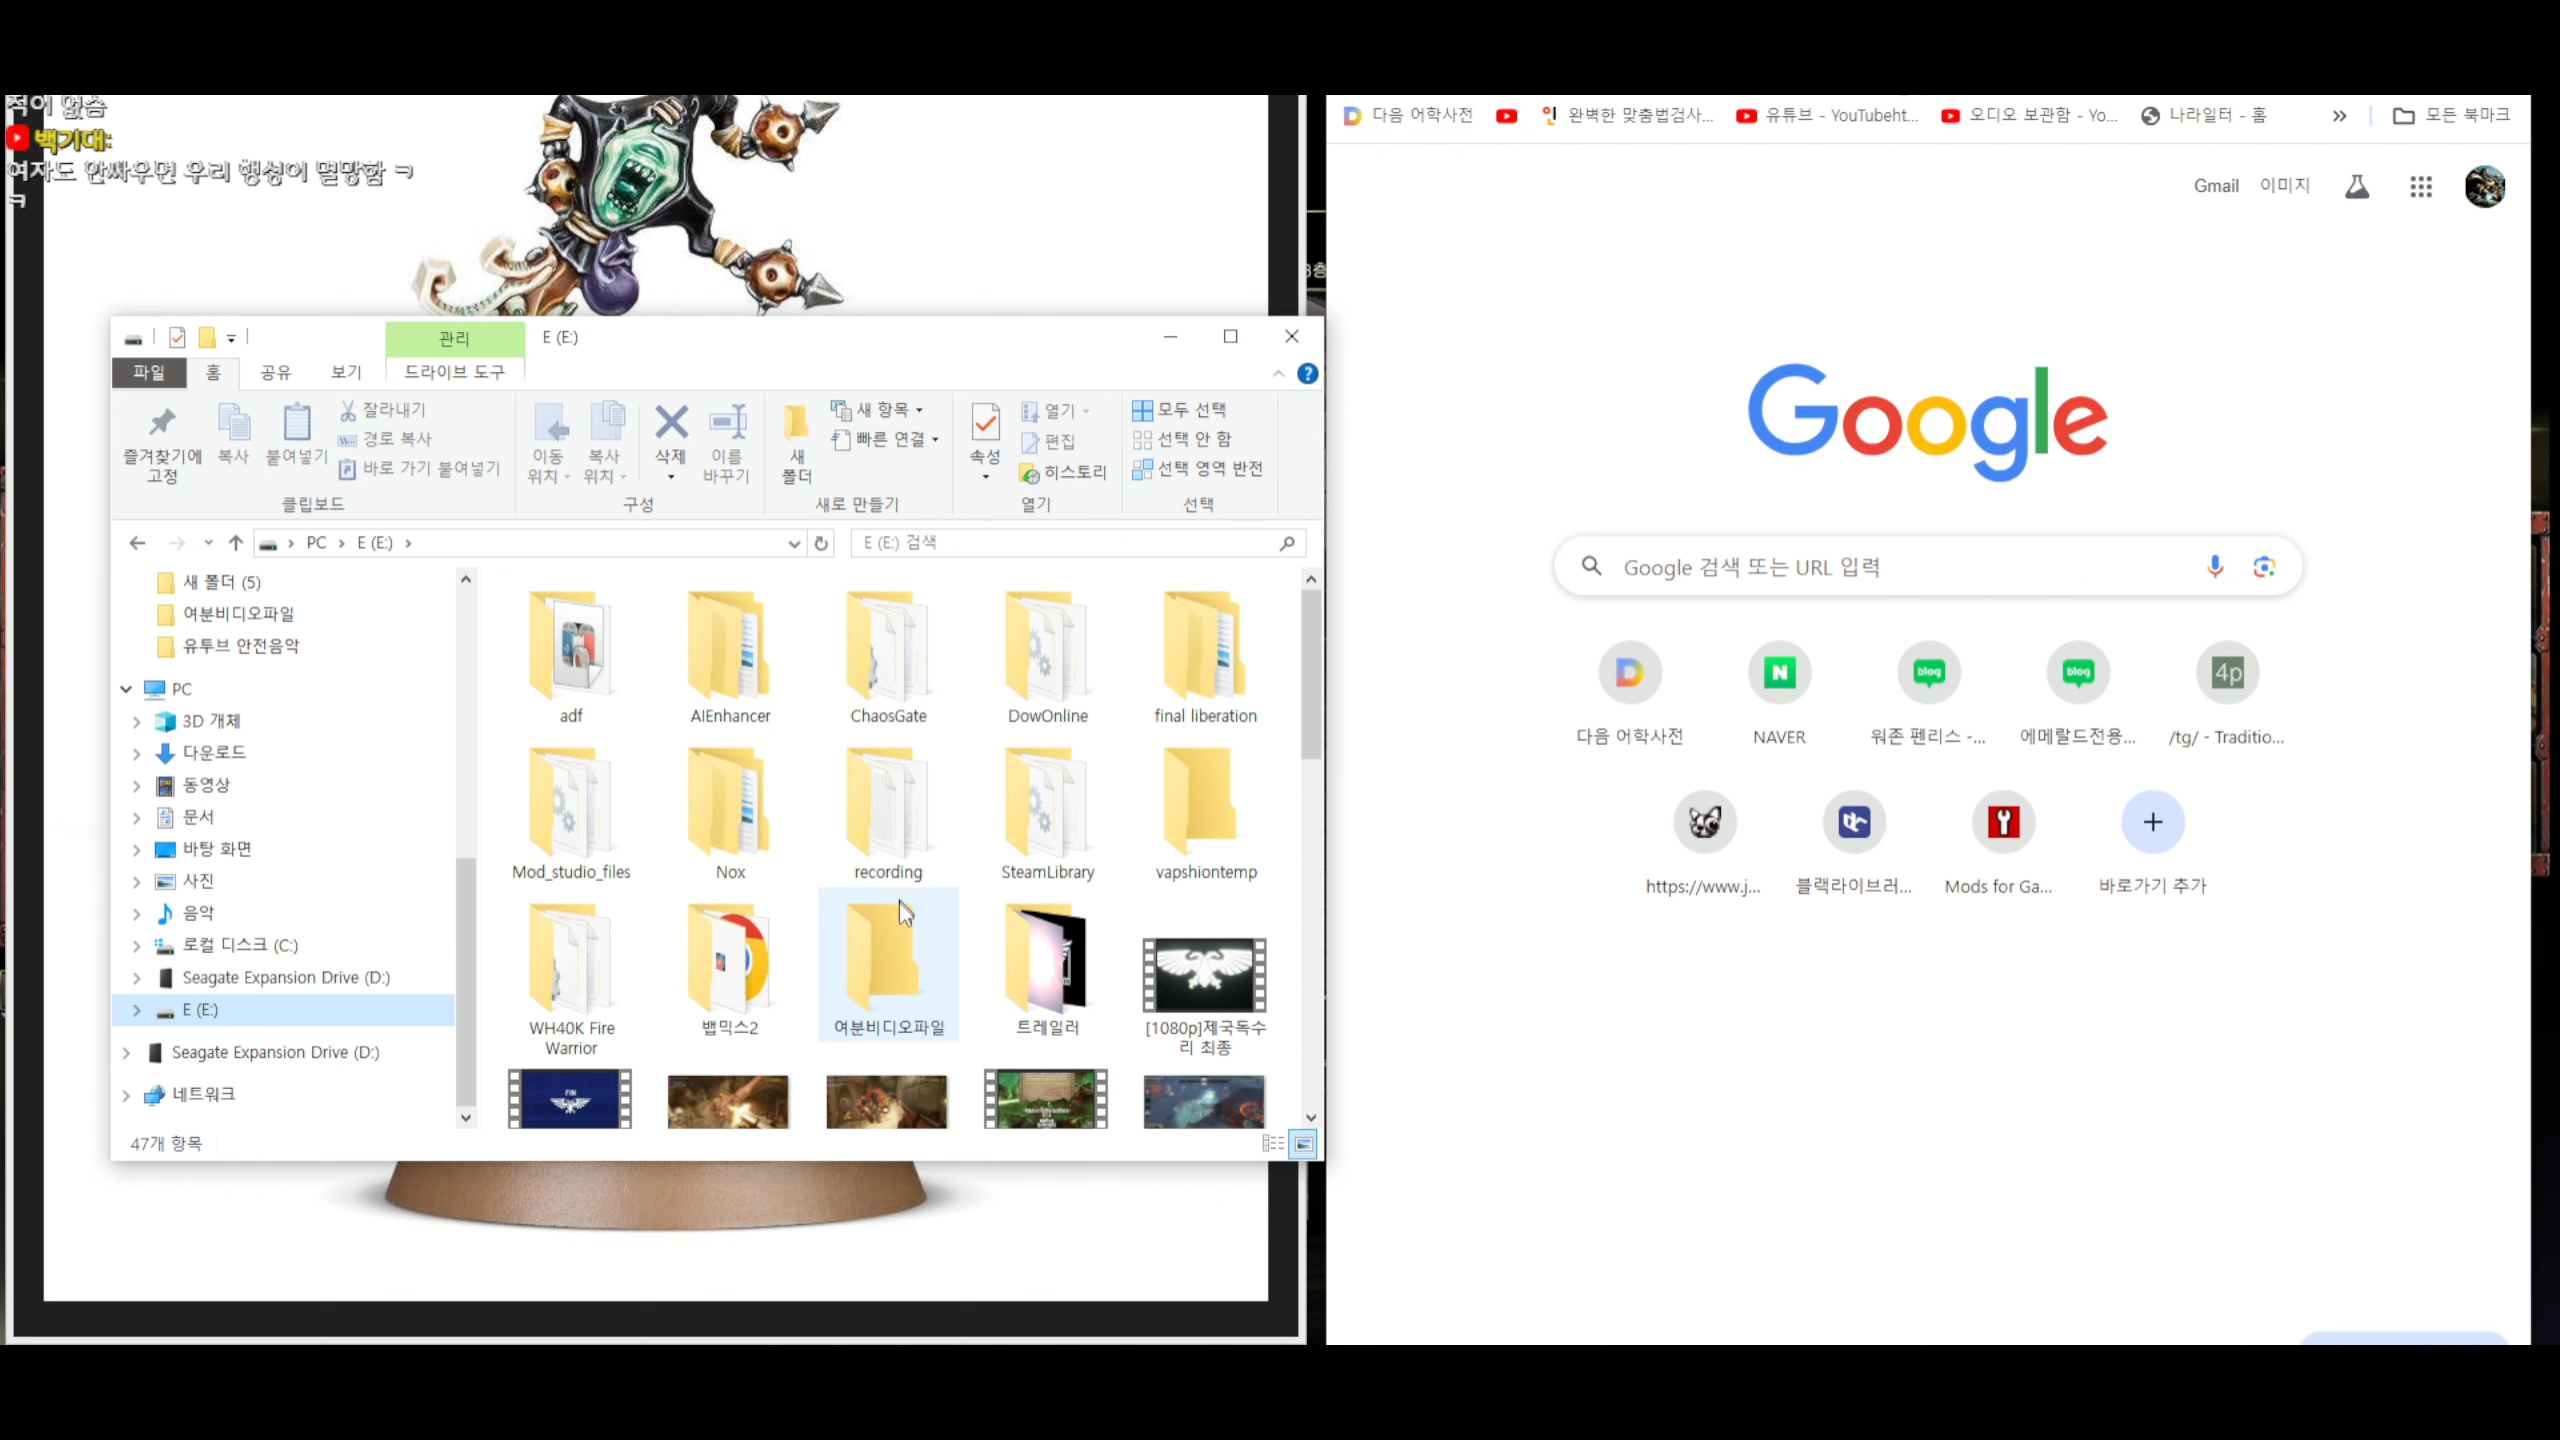 적이 없음
백기대:
여자도 안싸우면 우리 행성이 멸망함 ㅋ
ㅋ
관리
E (E:)
파일
홈
공유
보기
드라이브 도구
즐겨찾기에
고정
복사
붙여넣기
잘라내기
경로 복사
바로 가기 붙여넣기
클립보드
이동
위치
복사
위치
삭제
이름
바꾸기
구성
새
폴더
새 항목
빠른 연결
새로 만들기
속성
열기
편집
히스토리
열기
모두 선택
선택 안 함
선택 영역 반전
선택
PC
E (E:)
E (E:) 검색
새 폴더 (5)
여분비디오파일
유투브 안전음악
PC
3D 개체
다운로드
동영상
문서
바탕 화면
사진
음악
로컬 디스크 (C:)
Seagate Expansion Drive (D:)
E (E:)
Seagate Expansion Drive (D:)
네트워크
adf
AIEnhancer
ChaosGate
DowOnline
final liberation
Mod_studio_files
Nox
recording
SteamLibrary
vapshiontemp
WH40K Fire
Warrior
뱁믹스2
여분비디오파일
트레일러
[1080p]제국독수
리 최종
47개 항목
다음 어학사전
완벽한 맞춤법검사...
유튜브 - YouTubeht...
오디오 보관함 - Yo...
나라일터 - 홈
모든 북마크
Gmail
이미지
Google
Google 검색 또는 URL 입력
다음 어학사전
NAVER
blog
워존 펜리스 -...
blog
에메랄드전용...
4p
/tg/ - Traditio...
https://www.j...
블랙라이브러...
Mods for Ga...
바로가기 추가